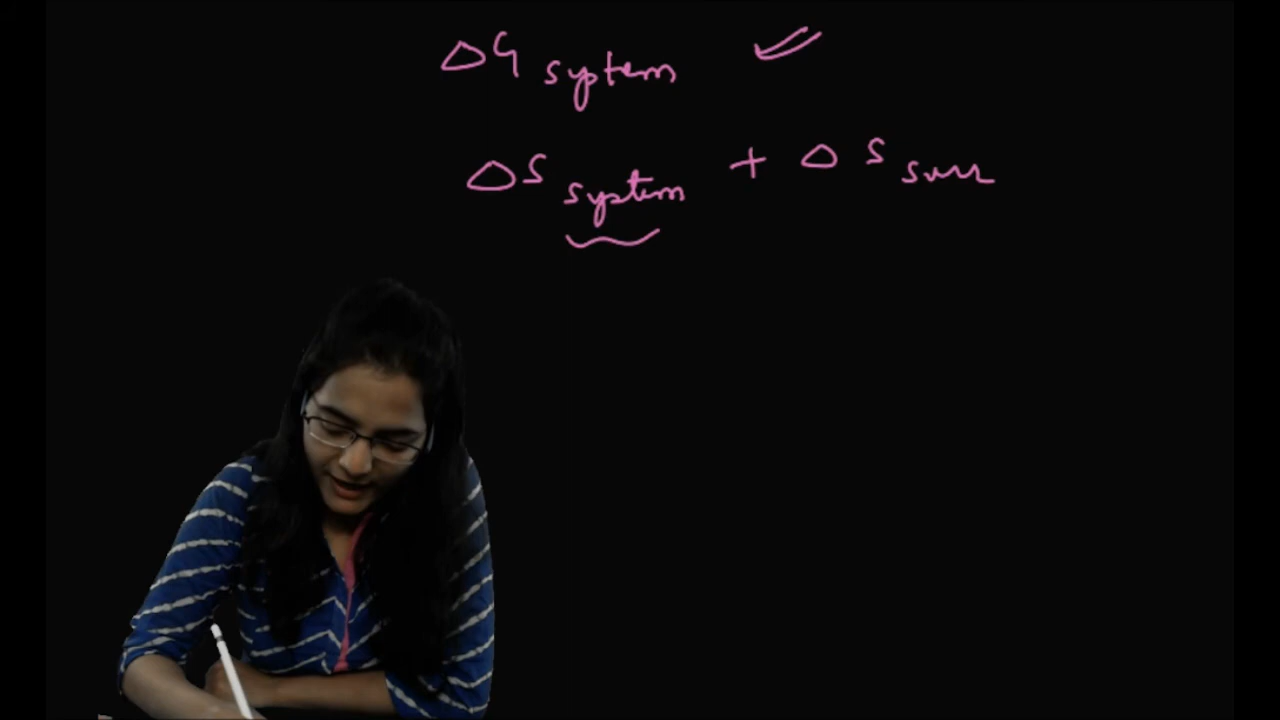 ΔG system ✓
ΔS system + ΔS surr